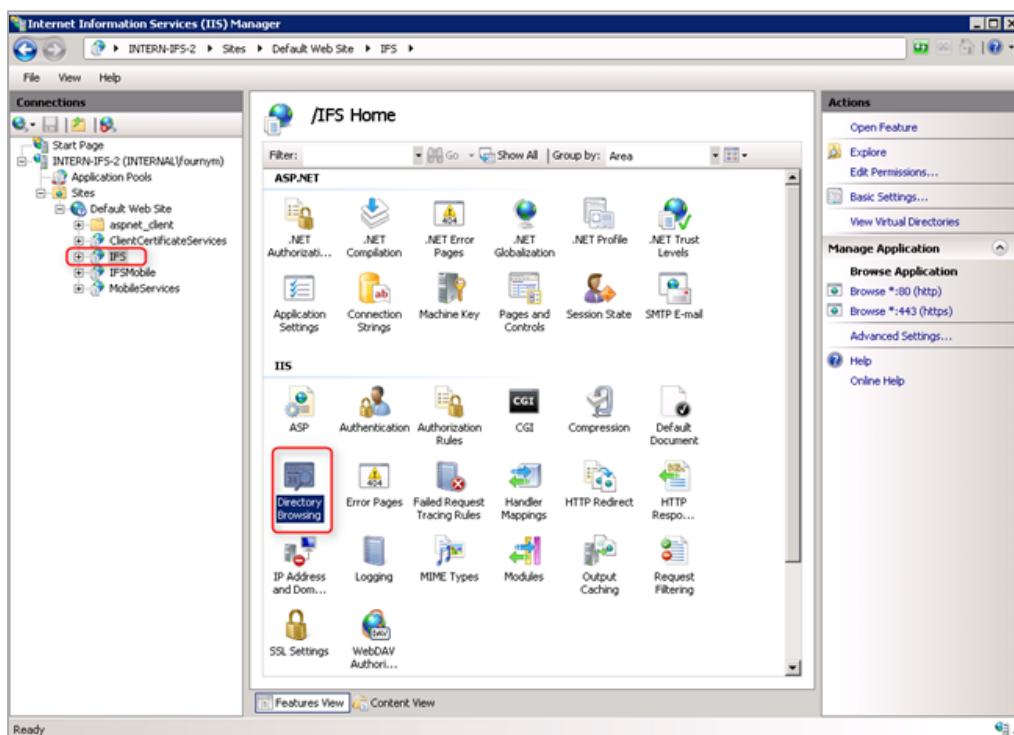 Internet Information Services (IIS) Manager
INTERN-IFS-2 Sites Default Web Site IFS
File View Help
Connections
Start Page
INTERN-IFS-2 (INTERNAL\fournym)
Application Pools
Sites
Default Web Site
aspnet_client
ClientCertificateServices
IFS
IFSMobile
MobileServices
/IFS Home
Filter: Go Show All Group by: Area
ASP.NET
.NET Authorizati...
.NET Compilation
404
.NET Error Pages
.NET Globalization
.NET Profile
.NET Trust Levels
Application Settings
ab
Connection Strings
Machine Key
Pages and Controls
Session State
SMTP E-mail
IIS
ASP
Authentication
Authorization Rules
CGI
CGI
Compression
Default Document
Directory Browsing
404
Error Pages
Failed Request Tracing Rules
Handler Mappings
HTTP Redirect
HTTP Respo...
IP Address and Dom...
Logging
MIME Types
Modules
Output Caching
Request Filtering
SSL Settings
DAV
WebDAV Authori...
Features View Content View
Actions
Open Feature
Explore
Edit Permissions...
Basic Settings...
View Virtual Directories
Manage Application
Browse Application
Browse *:80 (http)
Browse *:443 (https)
Advanced Settings...
Help
Online Help
Ready